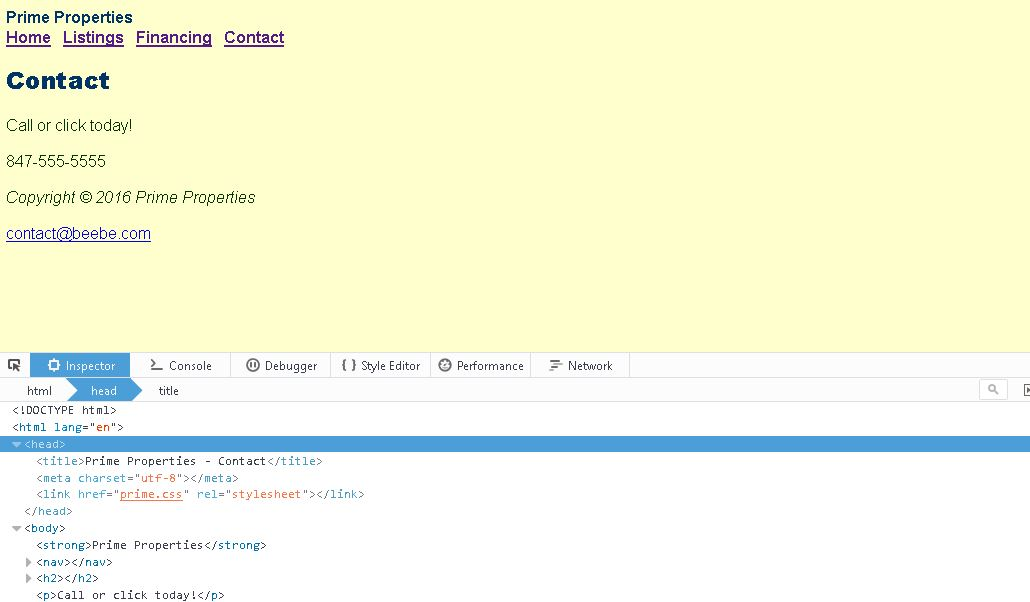 Prime Properties
Home Listings Financing Contact
Contact
Call or click today!
847-555-5555
Copyright © 2016 Prime Properties
contact@beebe.com
Inspector Console Debugger { } Style Editor Performance Network
html head title
<!DOCTYPE html>
<html lang="en">
<head>
<title>Prime Properties - Contact</title>
<meta charset="utf-8"></meta>
<link href="prime.css" rel="stylesheet"></link>
</head>
<body>
<strong>Prime Properties</strong>
<nav></nav>
<h2></h2>
<p>Call or click today!</p>